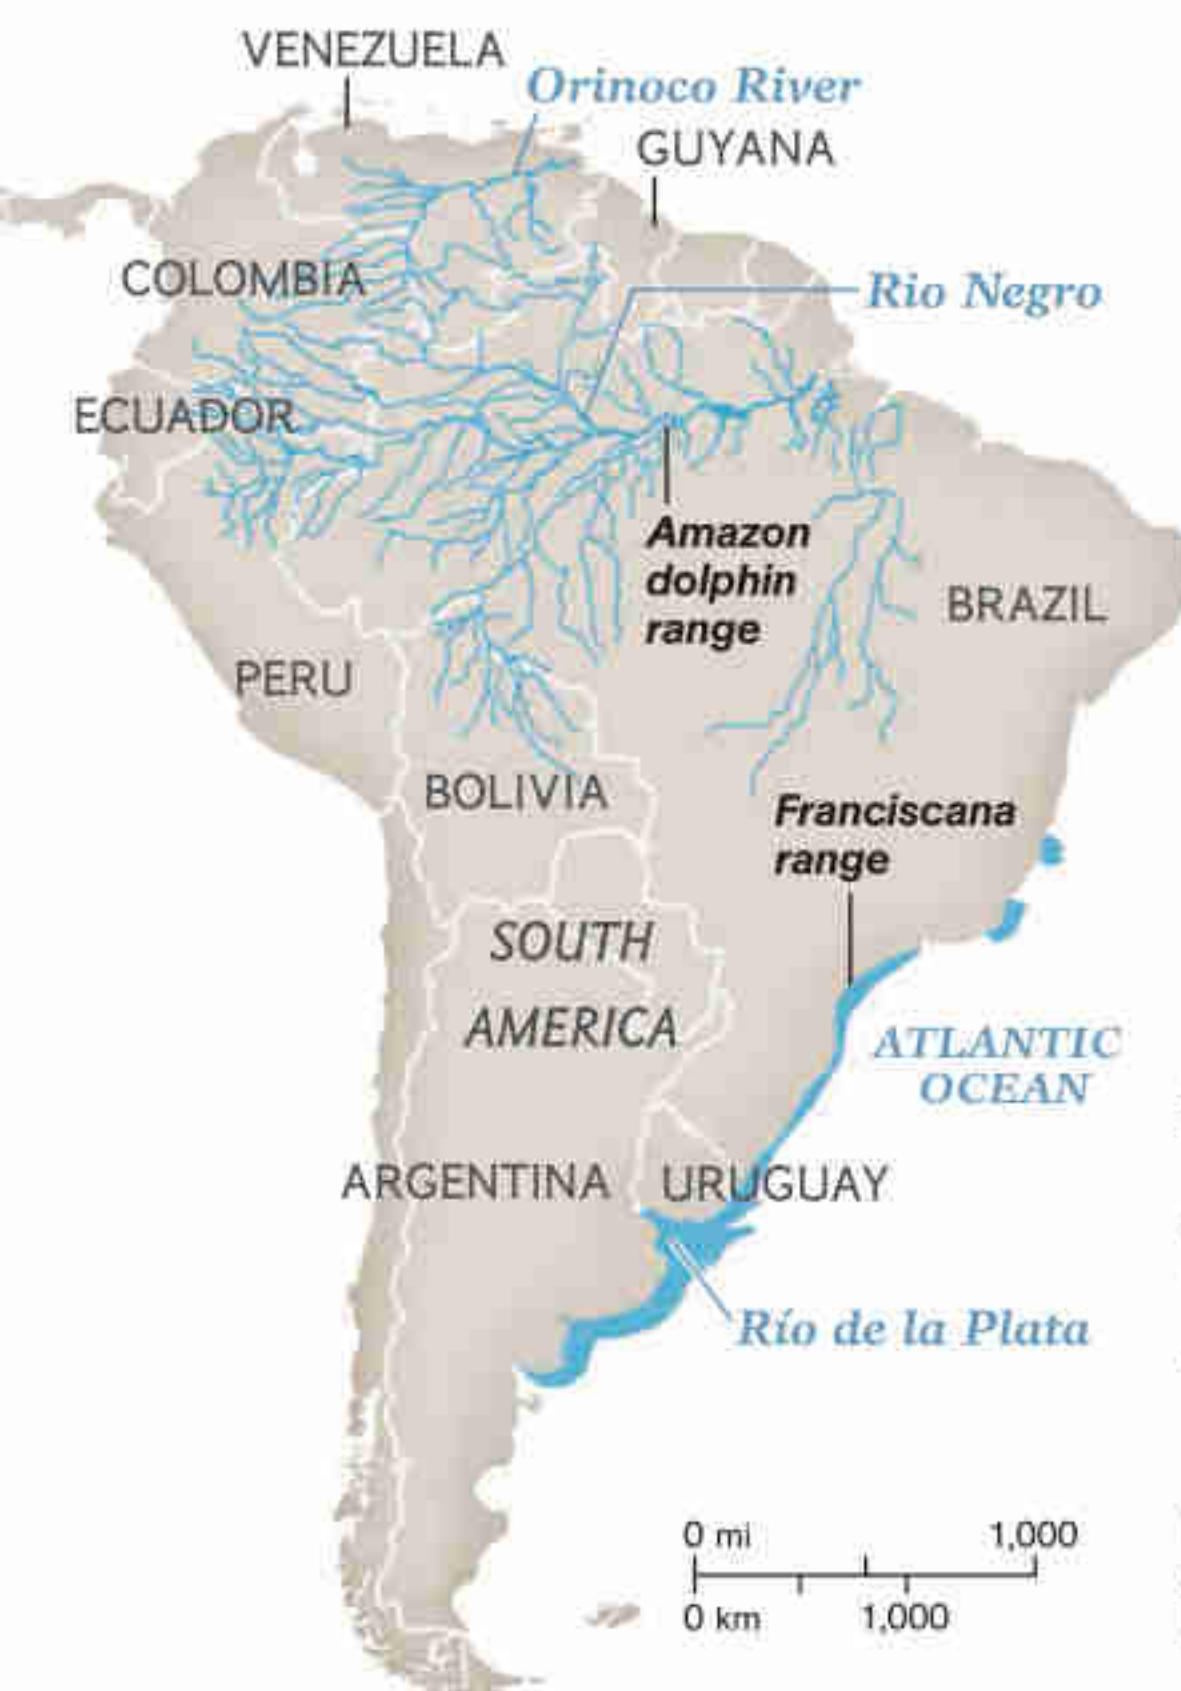 VENEZUELA
Orinoco River
GUYANA
COLOMBIA
Rio Negro
ECUADOR
Amazon
dolphin
range
BRAZIL
PERU
BOLIVIA
Franciscana
range
SOUTH
AMERICA
ATLANTIC
OCEAN
ARGENTINA
URUGUAY
Río de la Plata
0 mi 1,000
0 km 1,000